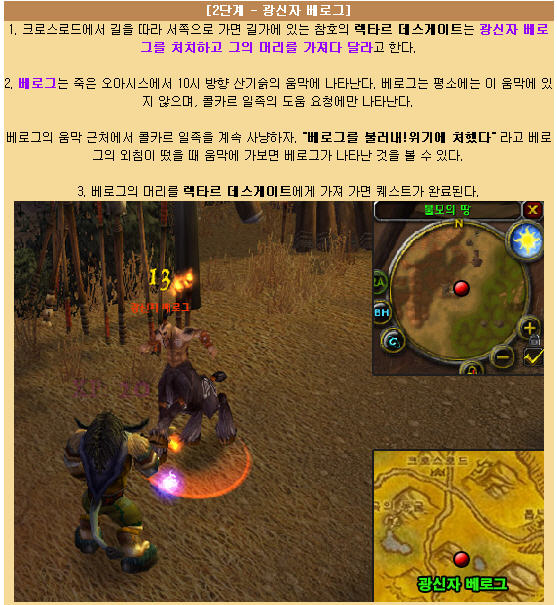 [2단계 - 광신자 베로그]
1. 크로스로드에서 길을 따라 서쪽으로 가면 길가에 있는 참호의 렉타르 데스게이트는 광신자 베로
그를 처치하고 그의 머리를 가져다 달라고 한다.
2. 베로그는 죽은 오아시스에서 10시 방향 산기슭의 움막에 나타난다. 베로그는 평소에는 이 움막에 있
지 않으며, 콜카르 일족의 도움 요청에만 나타난다.
베로그의 움막 근처에서 콜카르 일족을 계속 사냥하자. "베로그를 불러내!위기에 처했다" 라고 베로
그의 외침이 떴을 때 움막에 가보면 베로그가 나타난 것을 볼 수 있다.
3. 베로그의 머리를 렉타르 데스게이트에게 가져 가면 퀘스트가 완료된다.
불모의 땅
N
13
광신자 베로그
BH
크로스로드
광신자 베로그